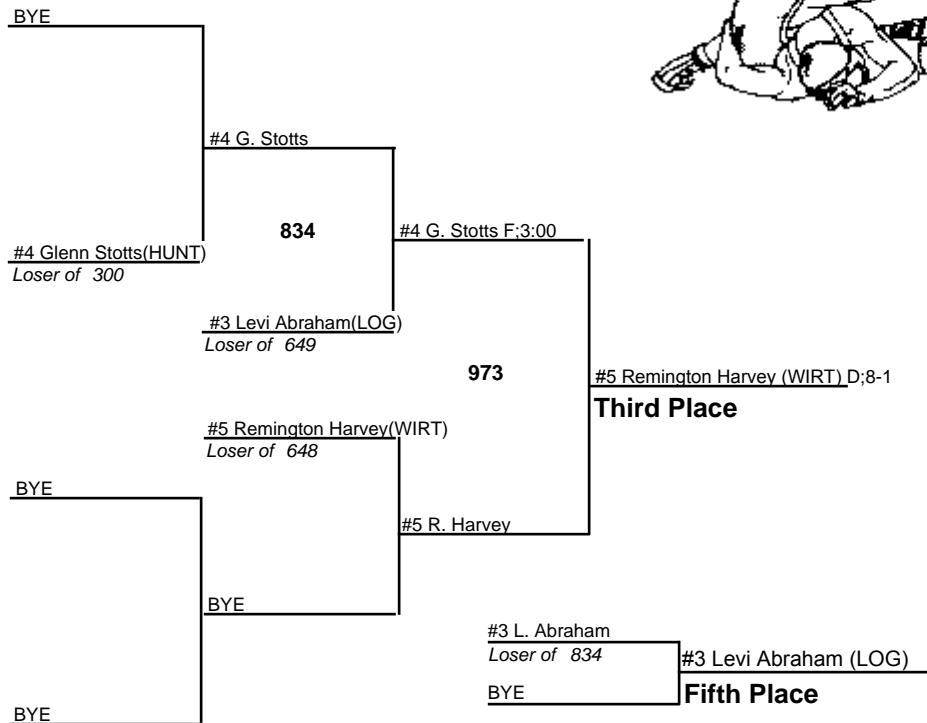 BYE
#4 G. Stotts
834
#4 G. Stotts F;3:00
#4 Glenn Stotts(HUNT)
Loser of 300
#3 Levi Abraham(LOG)
Loser of 649
973
#5 Remington Harvey (WIRT) D;8-1
Third Place
#5 Remington Harvey(WIRT)
Loser of 648
BYE
#5 R. Harvey
BYE
#3 L. Abraham
Loser of 834
#3 Levi Abraham (LOG)
BYE
Fifth Place
BYE